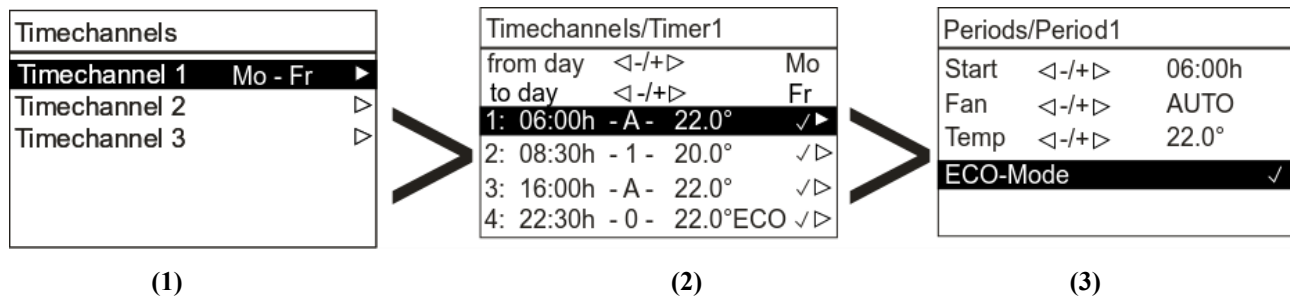 Timechannels
Timechannel 1 Mo - Fr ▶
Timechannel 2 ▷
Timechannel 3 ▷
>
Timechannels/Timer1
from day ◁-/+▷ Mo
to day ◁-/+▷ Fr
1: 06:00h - A - 22.0° ✓▶
2: 08:30h - 1 - 20.0° ✓▷
3: 16:00h - A - 22.0° ✓▷
4: 22:30h - 0 - 22.0°ECO ✓▷
>
Periods/Period1
Start ◁-/+▷ 06:00h
Fan ◁-/+▷ AUTO
Temp ◁-/+▷ 22.0°
ECO-Mode ✓
(1) (2) (3)